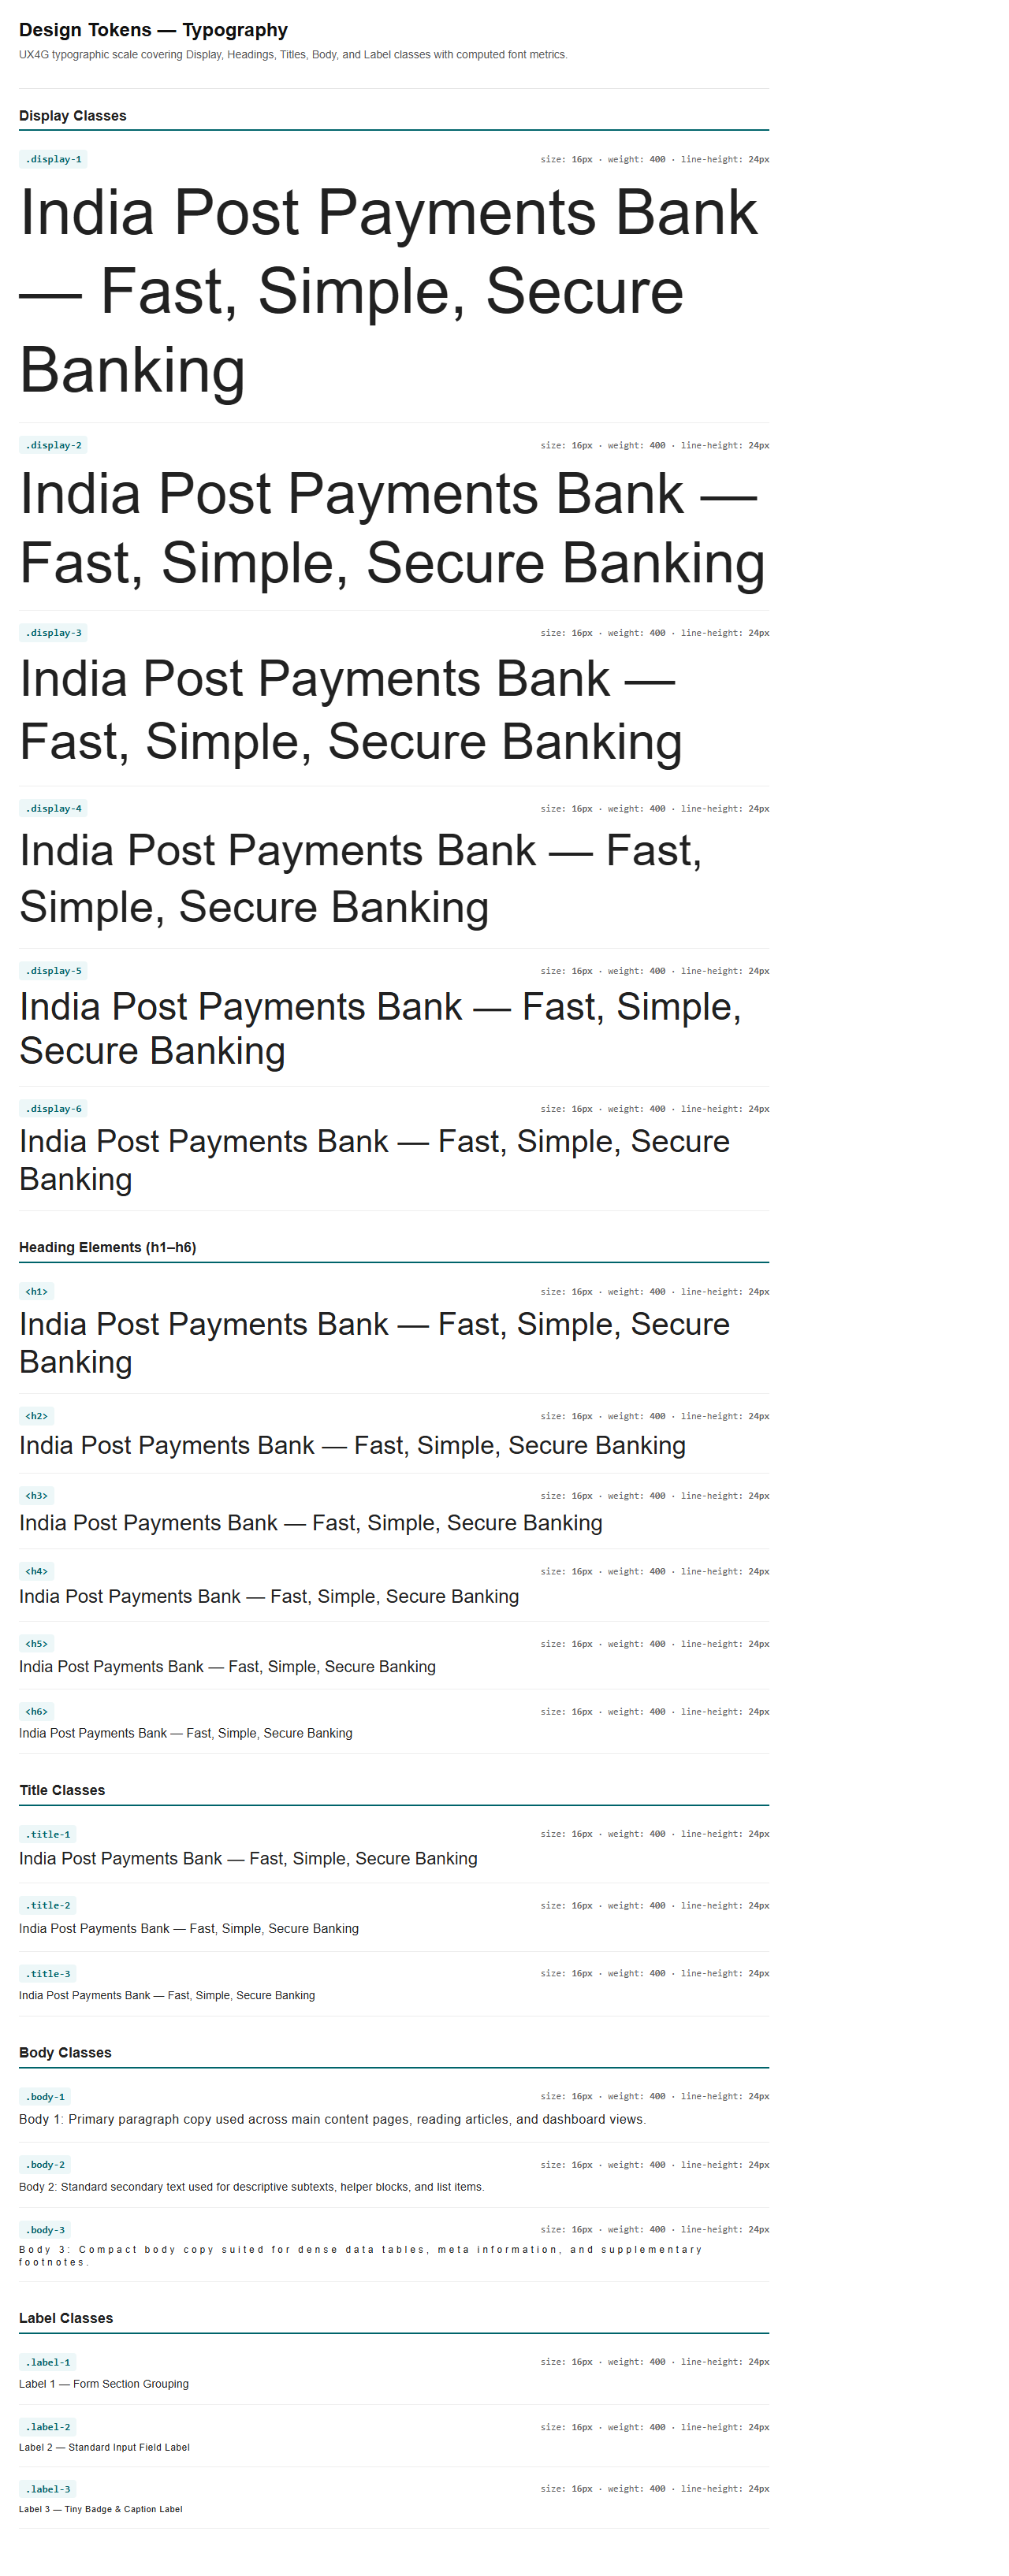 Design Tokens — Typography
UX4G typographic scale covering Display, Headings, Titles, Body, and Label classes with computed font metrics.
Display Classes
.display-1 size: 16px · weight: 400 · line-height: 24px
India Post Payments Bank
— Fast, Simple, Secure
Banking
.display-2 size: 16px · weight: 400 · line-height: 24px
India Post Payments Bank —
Fast, Simple, Secure Banking
.display-3 size: 16px · weight: 400 · line-height: 24px
India Post Payments Bank —
Fast, Simple, Secure Banking
.display-4 size: 16px · weight: 400 · line-height: 24px
India Post Payments Bank — Fast,
Simple, Secure Banking
.display-5 size: 16px · weight: 400 · line-height: 24px
India Post Payments Bank — Fast, Simple,
Secure Banking
.display-6 size: 16px · weight: 400 · line-height: 24px
India Post Payments Bank — Fast, Simple, Secure
Banking
Heading Elements (h1–h6)
<h1> size: 16px · weight: 400 · line-height: 24px
India Post Payments Bank — Fast, Simple, Secure
Banking
<h2> size: 16px · weight: 400 · line-height: 24px
India Post Payments Bank — Fast, Simple, Secure Banking
<h3> size: 16px · weight: 400 · line-height: 24px
India Post Payments Bank — Fast, Simple, Secure Banking
<h4> size: 16px · weight: 400 · line-height: 24px
India Post Payments Bank — Fast, Simple, Secure Banking
<h5> size: 16px · weight: 400 · line-height: 24px
India Post Payments Bank — Fast, Simple, Secure Banking
<h6> size: 16px · weight: 400 · line-height: 24px
India Post Payments Bank — Fast, Simple, Secure Banking
Title Classes
.title-1 size: 16px · weight: 400 · line-height: 24px
India Post Payments Bank — Fast, Simple, Secure Banking
.title-2 size: 16px · weight: 400 · line-height: 24px
India Post Payments Bank — Fast, Simple, Secure Banking
.title-3 size: 16px · weight: 400 · line-height: 24px
India Post Payments Bank — Fast, Simple, Secure Banking
Body Classes
.body-1 size: 16px · weight: 400 · line-height: 24px
Body 1: Primary paragraph copy used across main content pages, reading articles, and dashboard views.
.body-2 size: 16px · weight: 400 · line-height: 24px
Body 2: Standard secondary text used for descriptive subtexts, helper blocks, and list items.
.body-3 size: 16px · weight: 400 · line-height: 24px
Body 3: Compact body copy suited for dense data tables, meta information, and supplementary
footnotes.
Label Classes
.label-1 size: 16px · weight: 400 · line-height: 24px
Label 1 — Form Section Grouping
.label-2 size: 16px · weight: 400 · line-height: 24px
Label 2 — Standard Input Field Label
.label-3 size: 16px · weight: 400 · line-height: 24px
Label 3 — Tiny Badge & Caption Label